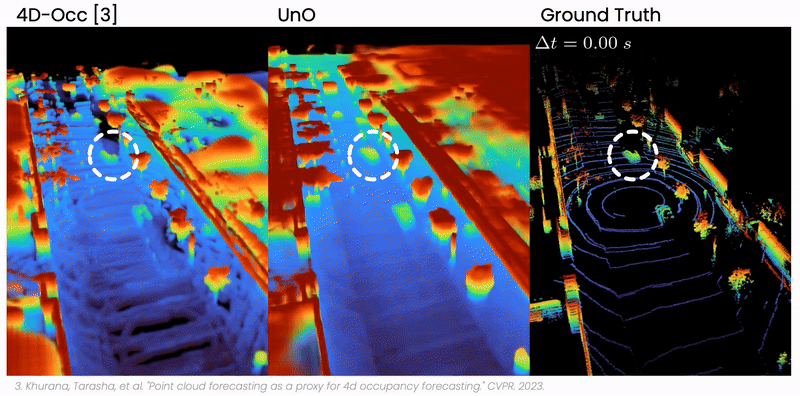 4D-Occ [3]
UnO
Ground Truth
Δt = 0.00 s
3. Khurana, Tarasha, et al. "Point cloud forecasting as a proxy for 4d occupancy forecasting." CVPR. 2023.